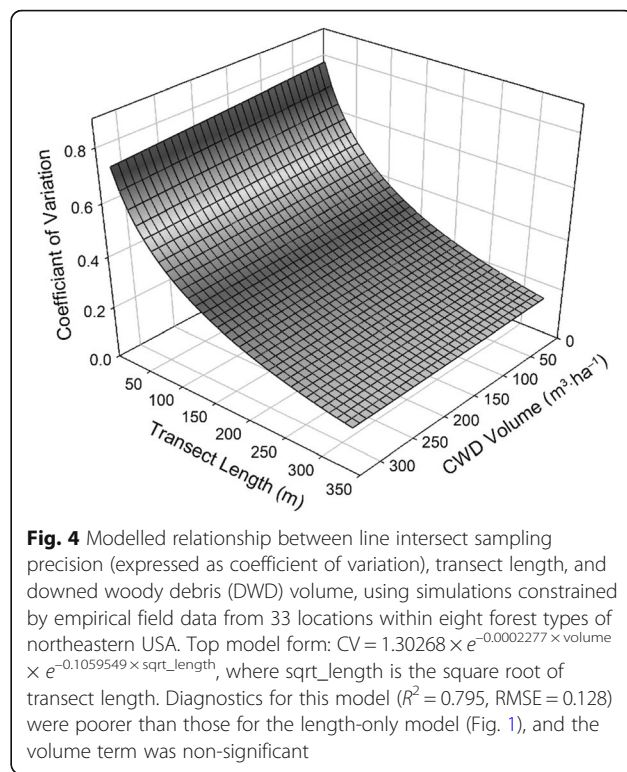 0.8
0.6
0.4
0.2
0.0
Coefficiant of Variation
50
100
150
200
250
300
350
Transect Length (m)
0
50
100
150
200
250
300
CWD Volume (m³·ha⁻¹)
Fig. 4 Modelled relationship between line intersect sampling
precision (expressed as coefficient of variation), transect length, and
downed woody debris (DWD) volume, using simulations constrained
by empirical field data from 33 locations within eight forest types of
northeastern USA. Top model form: CV = 1.30268 × e^−0.0002277 × volume
× e^−0.1059549 × sqrt_length, where sqrt_length is the square root of
transect length. Diagnostics for this model (R² = 0.795, RMSE = 0.128)
were poorer than those for the length-only model (Fig. 1), and the
volume term was non-significant